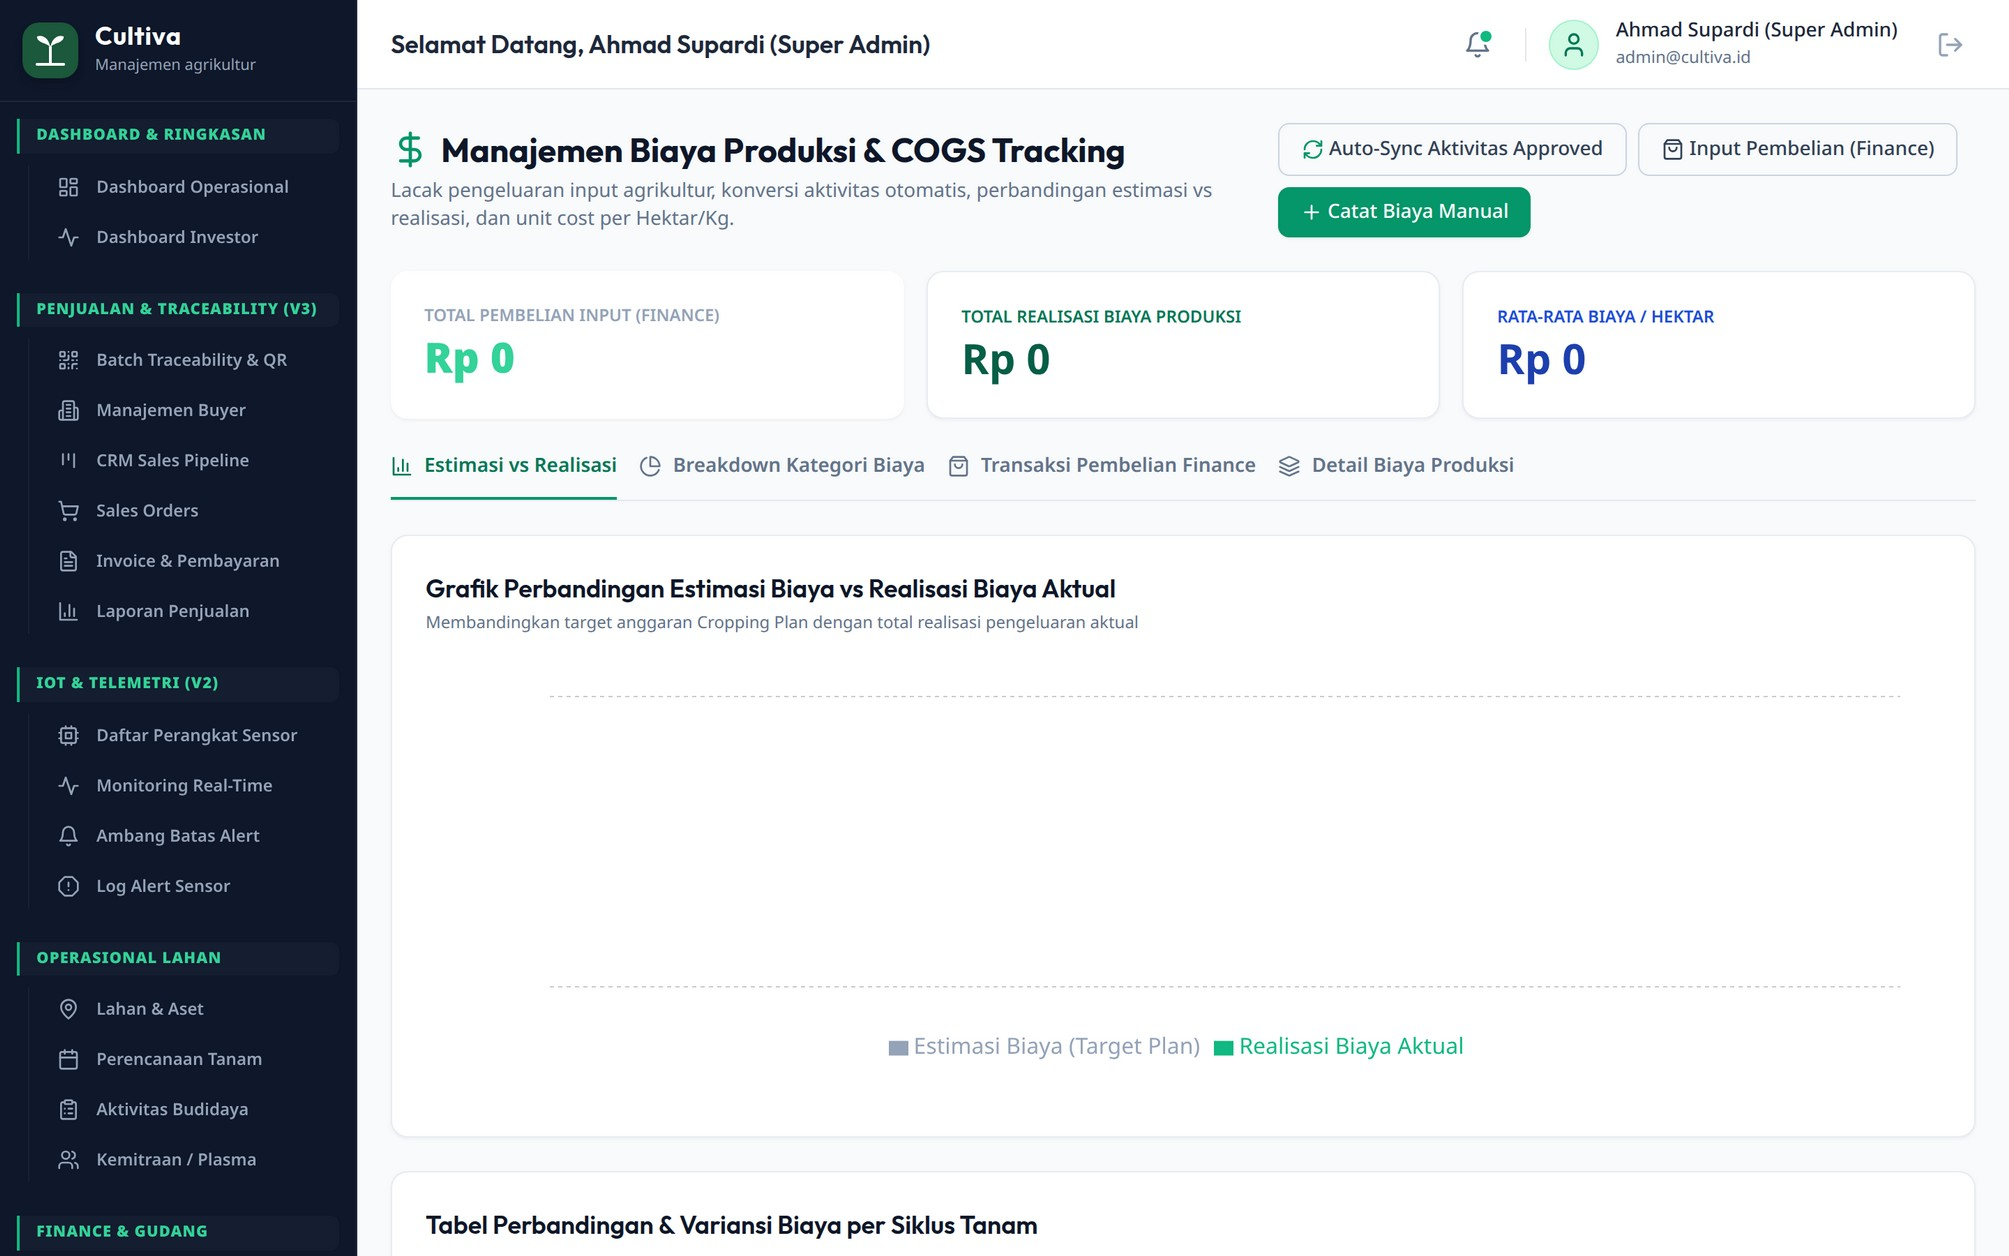 Cultiva
Manajemen agrikultur
DASHBOARD & RINGKASAN
Dashboard Operasional
Dashboard Investor
PENJUALAN & TRACEABILITY (V3)
Batch Traceability & QR
Manajemen Buyer
CRM Sales Pipeline
Sales Orders
Invoice & Pembayaran
Laporan Penjualan
IOT & TELEMETRI (V2)
Daftar Perangkat Sensor
Monitoring Real-Time
Ambang Batas Alert
Log Alert Sensor
OPERASIONAL LAHAN
Lahan & Aset
Perencanaan Tanam
Aktivitas Budidaya
Kemitraan / Plasma
FINANCE & GUDANG
Selamat Datang, Ahmad Supardi (Super Admin)
Ahmad Supardi (Super Admin)
admin@cultiva.id
Manajemen Biaya Produksi & COGS Tracking
Lacak pengeluaran input agrikultur, konversi aktivitas otomatis, perbandingan estimasi vs
realisasi, dan unit cost per Hektar/Kg.
Auto-Sync Aktivitas Approved
Input Pembelian (Finance)
Catat Biaya Manual
TOTAL PEMBELIAN INPUT (FINANCE)
Rp 0
TOTAL REALISASI BIAYA PRODUKSI
Rp 0
RATA-RATA BIAYA / HEKTAR
Rp 0
Estimasi vs Realisasi
Breakdown Kategori Biaya
Transaksi Pembelian Finance
Detail Biaya Produksi
Grafik Perbandingan Estimasi Biaya vs Realisasi Biaya Aktual
Membandingkan target anggaran Cropping Plan dengan total realisasi pengeluaran aktual
Estimasi Biaya (Target Plan)
Realisasi Biaya Aktual
Tabel Perbandingan & Variansi Biaya per Siklus Tanam